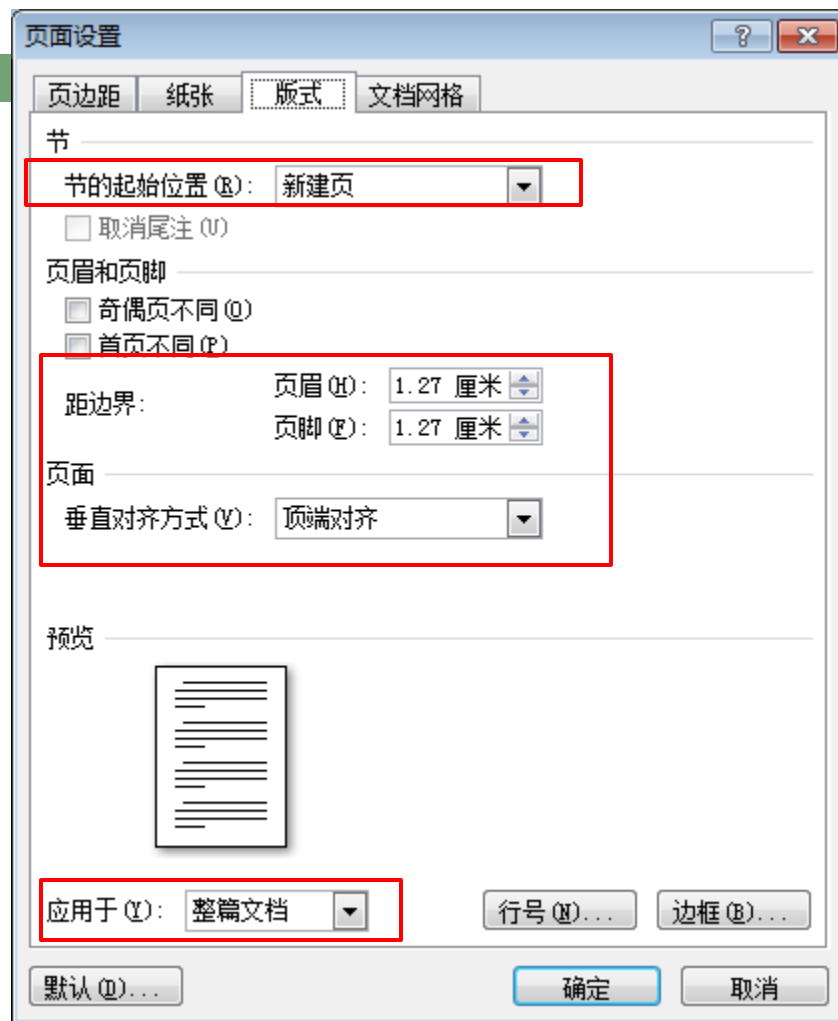 页面设置
页边距 纸张 版式 文档网格
节
节的起始位置(R): 新建页
取消尾注(U)
页眉和页脚
奇偶页不同(O)
首页不同(P)
距边界:
页眉(H): 1.27 厘米
页脚(F): 1.27 厘米
页面
垂直对齐方式(V): 顶端对齐
预览
应用于(Y): 整篇文档 行号(N)... 边框(B)...
默认(D)... 确定 取消